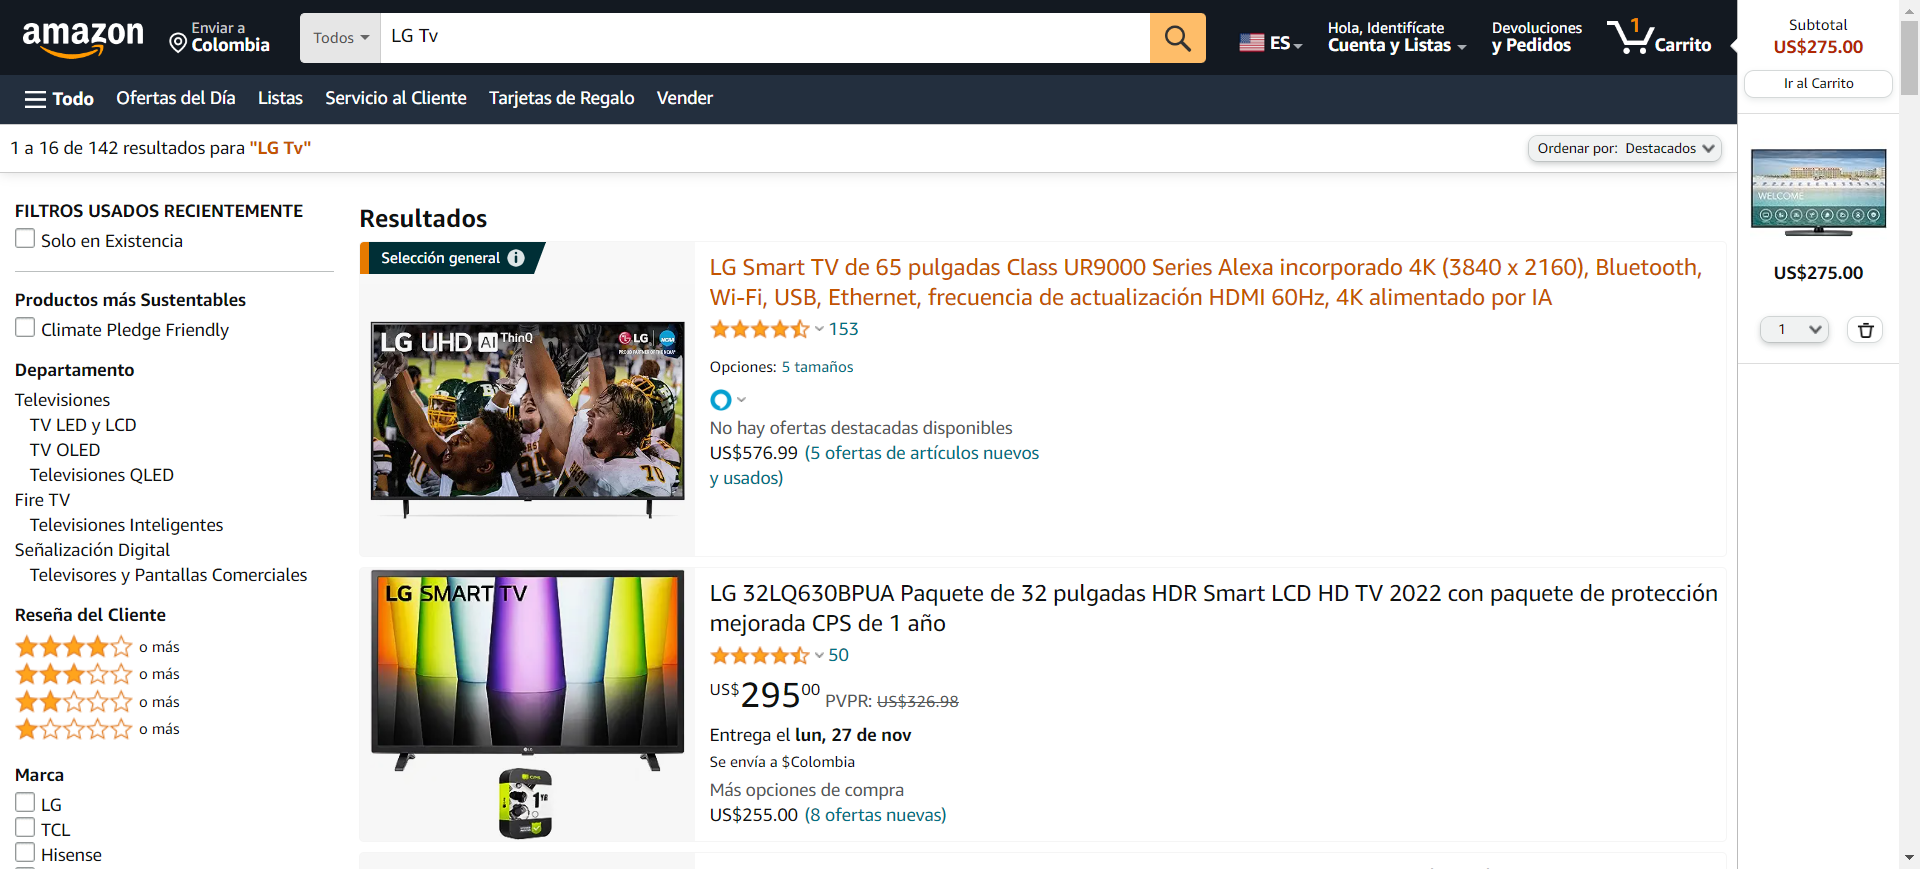 amazon
Enviar a
Colombia
Todos
LG Tv
ES
Hola, Identifícate
Cuenta y Listas
Devoluciones
y Pedidos
1
Carrito
Subtotal
US$275.00
Ir al Carrito
Todo
Ofertas del Día
Listas
Servicio al Cliente
Tarjetas de Regalo
Vender
1 a 16 de 142 resultados para "LG Tv"
Ordenar por: Destacados
WELCOME
US$275.00
1
FILTROS USADOS RECIENTEMENTE
Solo en Existencia
Productos más Sustentables
Climate Pledge Friendly
Departamento
Televisiones
TV LED y LCD
TV OLED
Televisiones QLED
Fire TV
Televisiones Inteligentes
Señalización Digital
Televisores y Pantallas Comerciales
Reseña del Cliente
o más
o más
o más
o más
Marca
LG
TCL
Hisense
Resultados
Selección general
LG UHD AI ThinQ
LG
LG Smart TV de 65 pulgadas Class UR9000 Series Alexa incorporado 4K (3840 x 2160), Bluetooth,
Wi-Fi, USB, Ethernet, frecuencia de actualización HDMI 60Hz, 4K alimentado por IA
153
Opciones: 5 tamaños
No hay ofertas destacadas disponibles
US$576.99 (5 ofertas de artículos nuevos
y usados)
LG SMART TV
1 YR
LG 32LQ630BPUA Paquete de 32 pulgadas HDR Smart LCD HD TV 2022 con paquete de protección
mejorada CPS de 1 año
50
US$29500 PVPR: US$326.98
Entrega el lun, 27 de nov
Se envía a $Colombia
Más opciones de compra
US$255.00 (8 ofertas nuevas)